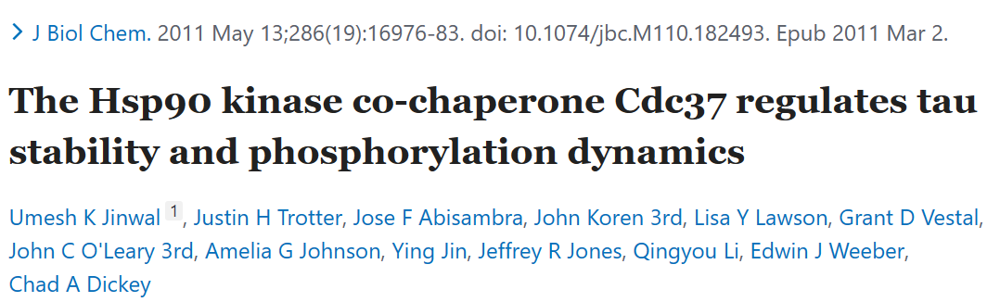 J Biol Chem. 2011 May 13;286(19):16976-83. doi: 10.1074/jbc.M110.182493. Epub 2011 Mar 2.
The Hsp90 kinase co-chaperone Cdc37 regulates tau
stability and phosphorylation dynamics
Umesh K Jinwal 1, Justin H Trotter, Jose F Abisambra, John Koren 3rd, Lisa Y Lawson, Grant D Vestal,
John C O'Leary 3rd, Amelia G Johnson, Ying Jin, Jeffrey R Jones, Qingyou Li, Edwin J Weeber,
Chad A Dickey